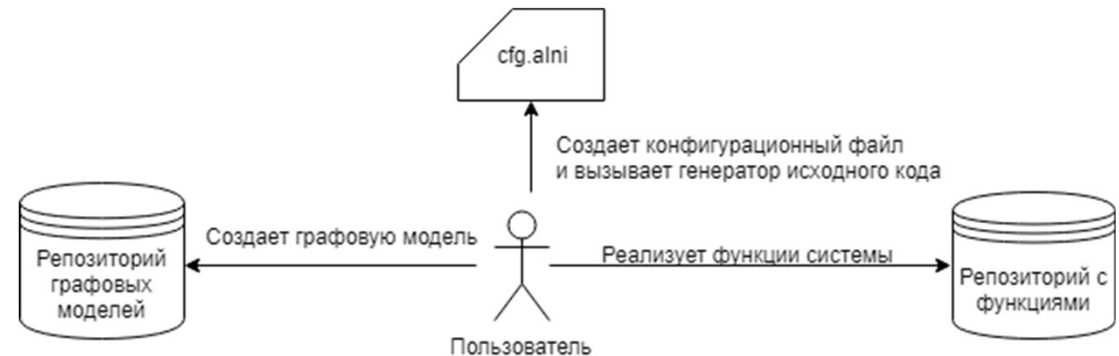 cfg.alni
Создает конфигурационный файл
и вызывает генератор исходного кода
Создает графовую модель
Реализует функции системы
Репозиторий
графовых
моделей
Репозиторий с
функциями
Пользователь